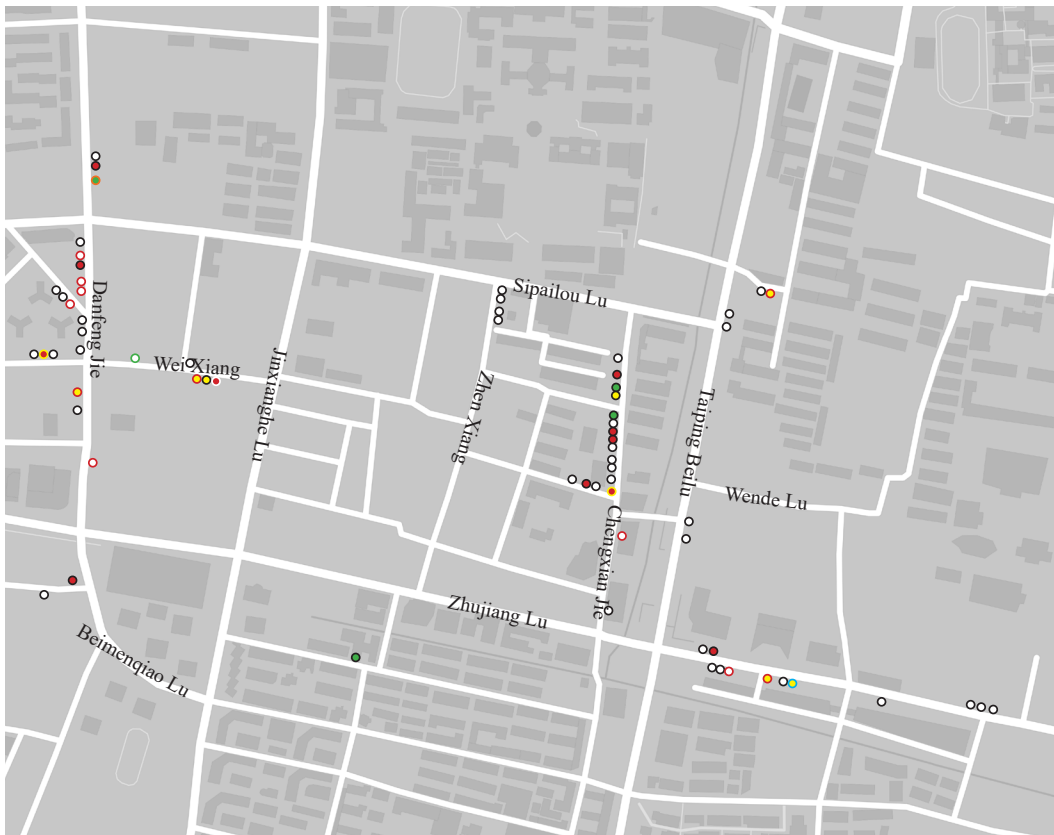 Sipailou Lu
Danfeng Jie
Wei Xiang
Jinxianghe Lu
Zhen Xiang
Taiping Beilu
Wende Lu
Chengxian Jie
Zhujiang Lu
Beimenqiao Lu